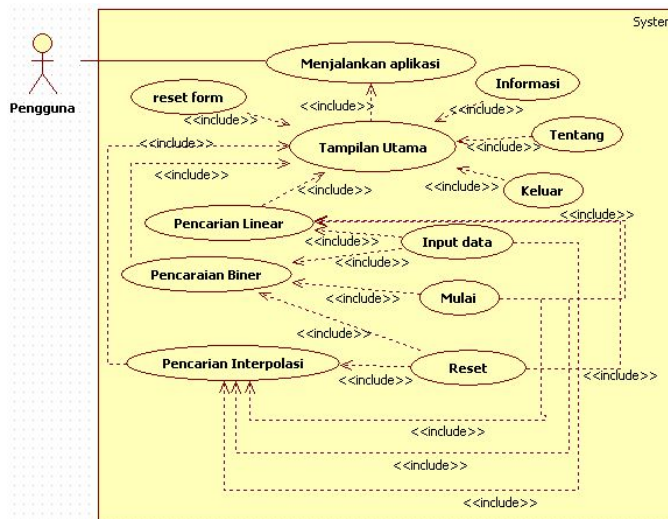 System
Menjalankan aplikasi
Pengguna
Informasi
reset form
<<include>>
<<include>>
<<include>>
Tentang
Tampilan Utama
<<include>>
<<include>>
<<include>>
<<include>>
Keluar
<<include>>
Pencarian Linear
<<include>>
<<include>>
Input data
<<include>>
Pencaraian Biner
<<include>>
Mulai
<<include>>
Pencarian Interpolasi
Reset
<<include>>
<<include>>
<<include>>
<<include>>
<<include>>